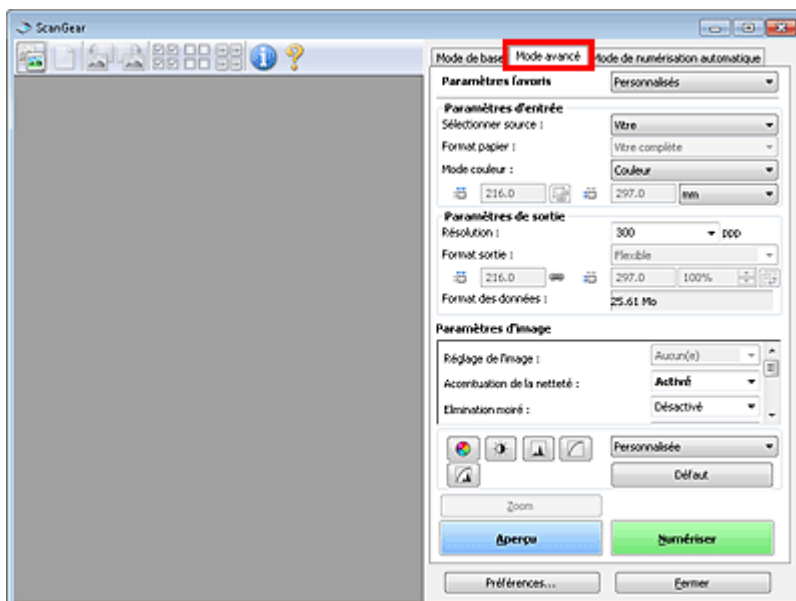 ScanGear
Mode de base Mode avancé Mode de numérisation automatique
Paramètres favoris Personnalisés
Paramètres d'entrée
Sélectionner source : Vitre
Format papier : Vitre complète
Mode couleur : Couleur
216.0 297.0 mm
Paramètres de sortie
Résolution : 300 ppp
Format sortie : Flexible
216.0 297.0 100%
Format des données : 25.61 Mo
Paramètres d'image
Réglage de l'image : Aucun(e)
Accentuation de la netteté : Activé
Elimination moiré : Désactivé
Personnalisée
Défaut
Zoom
Aperçu Numériser
Préférences... Fermer